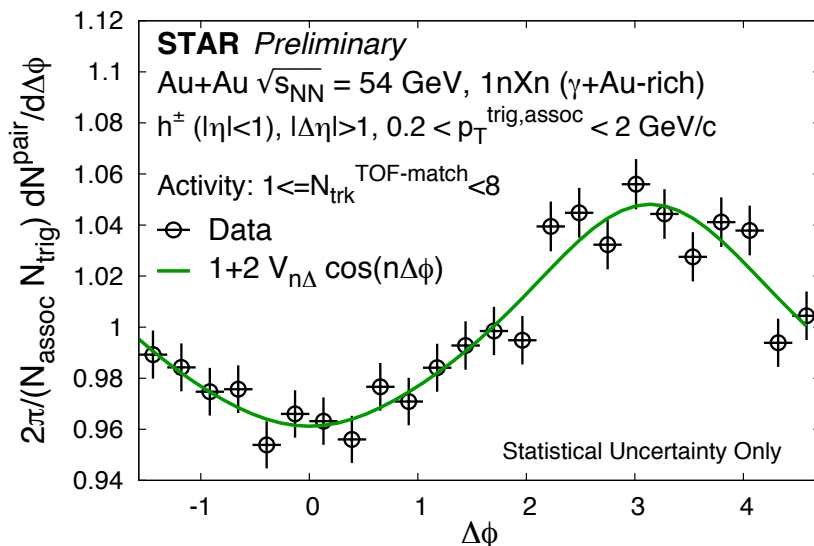 STAR Preliminary
Au+Au √sNN = 54 GeV, 1nXn (γ+Au-rich)
h± (|η|<1), |Δη|>1, 0.2 < pTtrig,assoc < 2 GeV/c
Activity: 1<=NtrkTOF-match<8
Data
1+2 VnΔ cos(nΔϕ)
Statistical Uncertainty Only
2π/(Nassoc Ntrig) dNpair/dΔϕ
1.12
1.1
1.08
1.06
1.04
1.02
1
0.98
0.96
0.94
-1 0 1 2 3 4
Δϕ